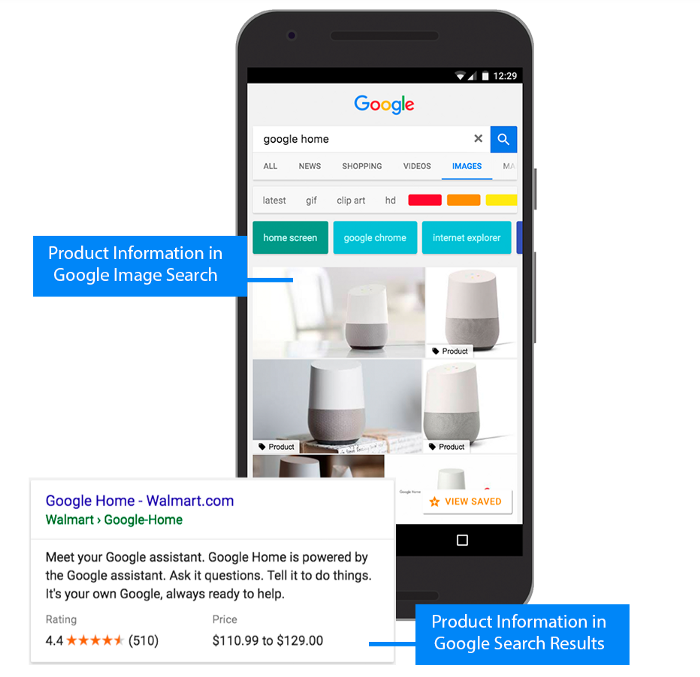 12:29
Google
google home
ALL NEWS SHOPPING VIDEOS IMAGES MA
latest gif clip art hd
home screen google chrome internet explorer
Product Information in
Google Image Search
Product
Product
Product
Google Home
VIEW SAVED
Google Home - Walmart.com
Walmart › Google-Home
Meet your Google assistant. Google Home is powered by
the Google assistant. Ask it questions. Tell it to do things.
It's your own Google, always ready to help.
Rating Price
4.4 ★★★★★ (510) $110.99 to $129.00
Product Information in
Google Search Results